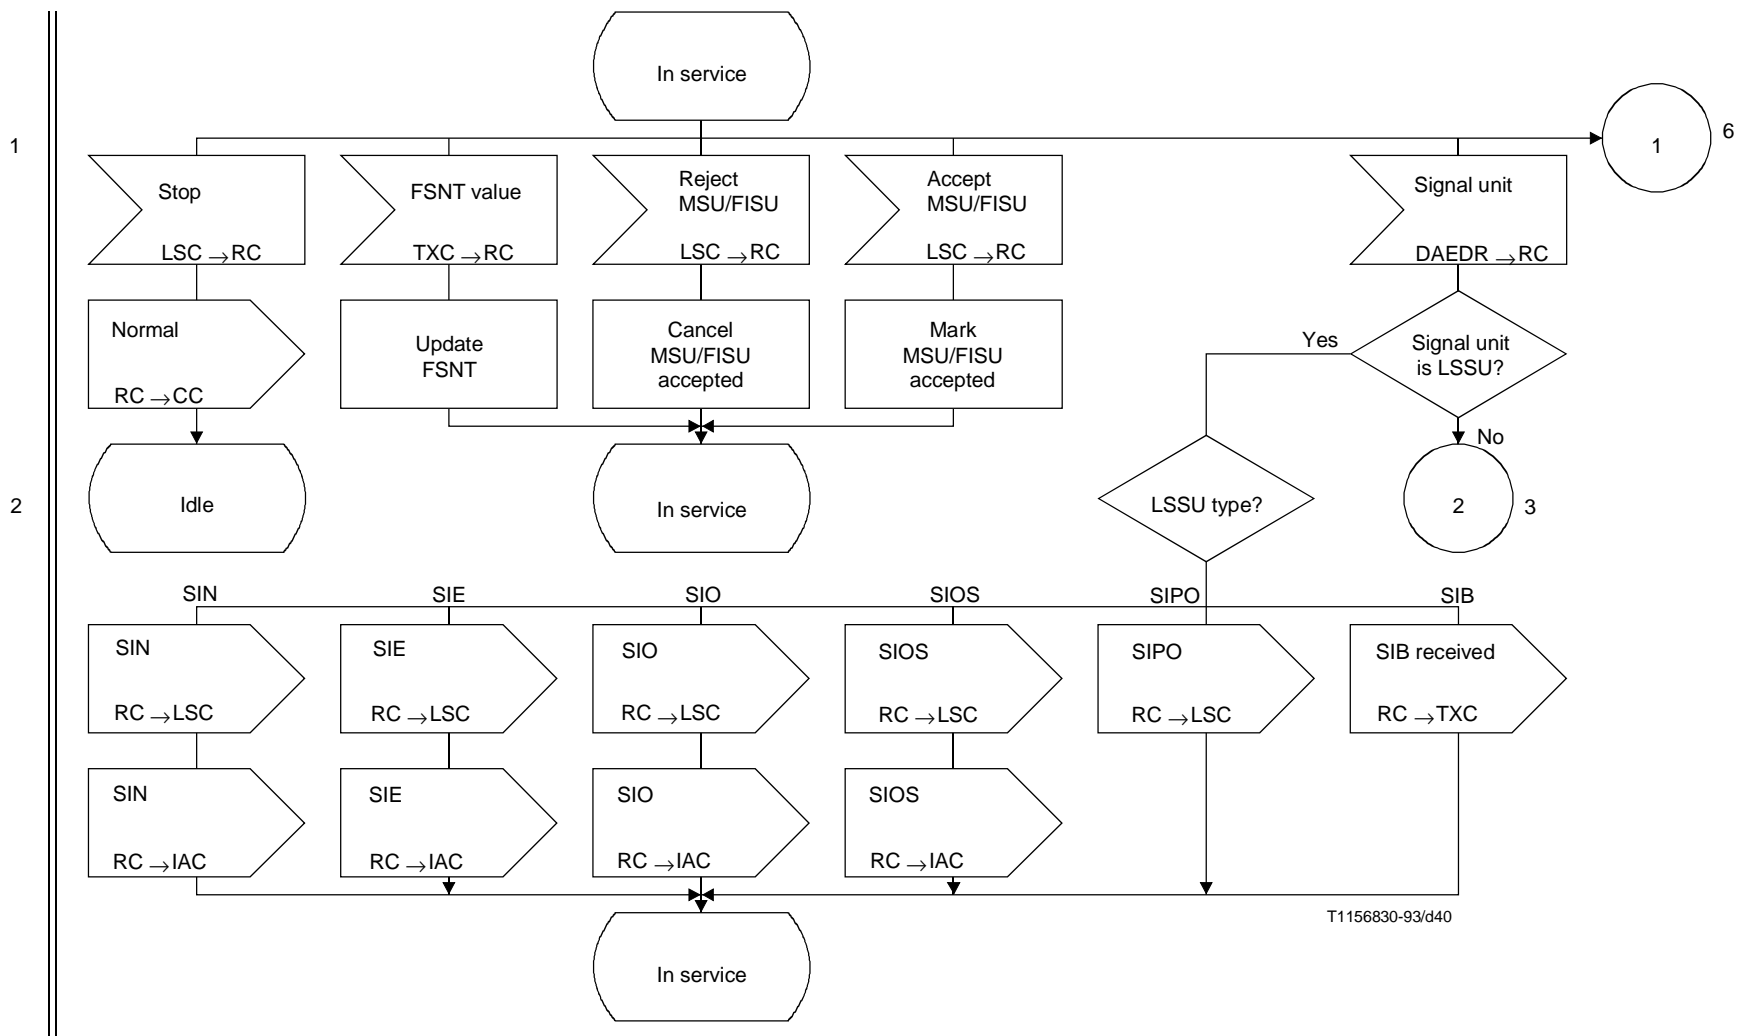 In service
1
1
6
Stop
LSC →RC
FSNT value
TXC →RC
Reject
MSU/FISU
LSC →RC
Accept
MSU/FISU
LSC →RC
Signal unit
DAEDR →RC
Normal
RC →CC
Update
FSNT
Cancel
MSU/FISU
accepted
Mark
MSU/FISU
accepted
Yes
Signal unit
is LSSU?
No
2
Idle
In service
LSSU type?
2
3
SIN
SIE
SIO
SIOS
SIPO
SIB
SIN
RC →LSC
SIE
RC →LSC
SIO
RC →LSC
SIOS
RC →LSC
SIPO
RC →LSC
SIB received
RC →TXC
SIN
RC →IAC
SIE
RC →IAC
SIO
RC →IAC
SIOS
RC →IAC
T1156830-93/d40
In service